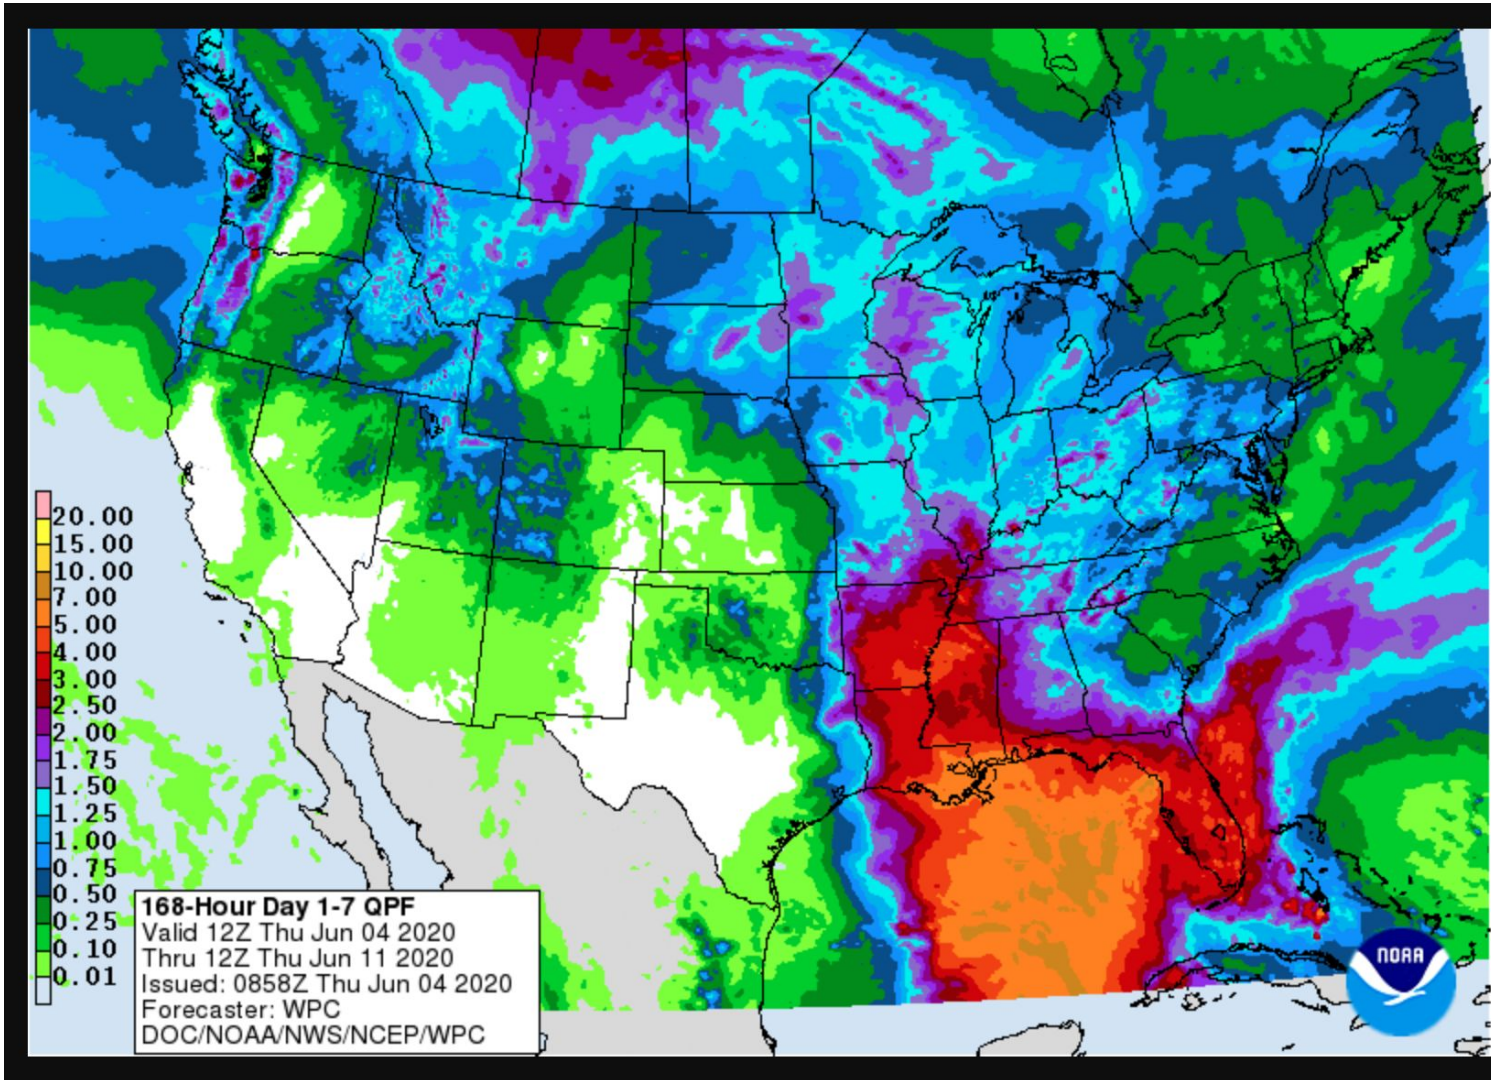 20.00
15.00
10.00
7.00
5.00
4.00
3.00
2.50
2.00
1.75
1.50
1.25
1.00
0.75
0.50
0.25
0.10
0.01
168-Hour Day 1-7 QPF
Valid 12Z Thu Jun 04 2020
Thru 12Z Thu Jun 11 2020
Issued: 0858Z Thu Jun 04 2020
Forecaster: WPC
DOC/NOAA/NWS/NCEP/WPC
NOAA